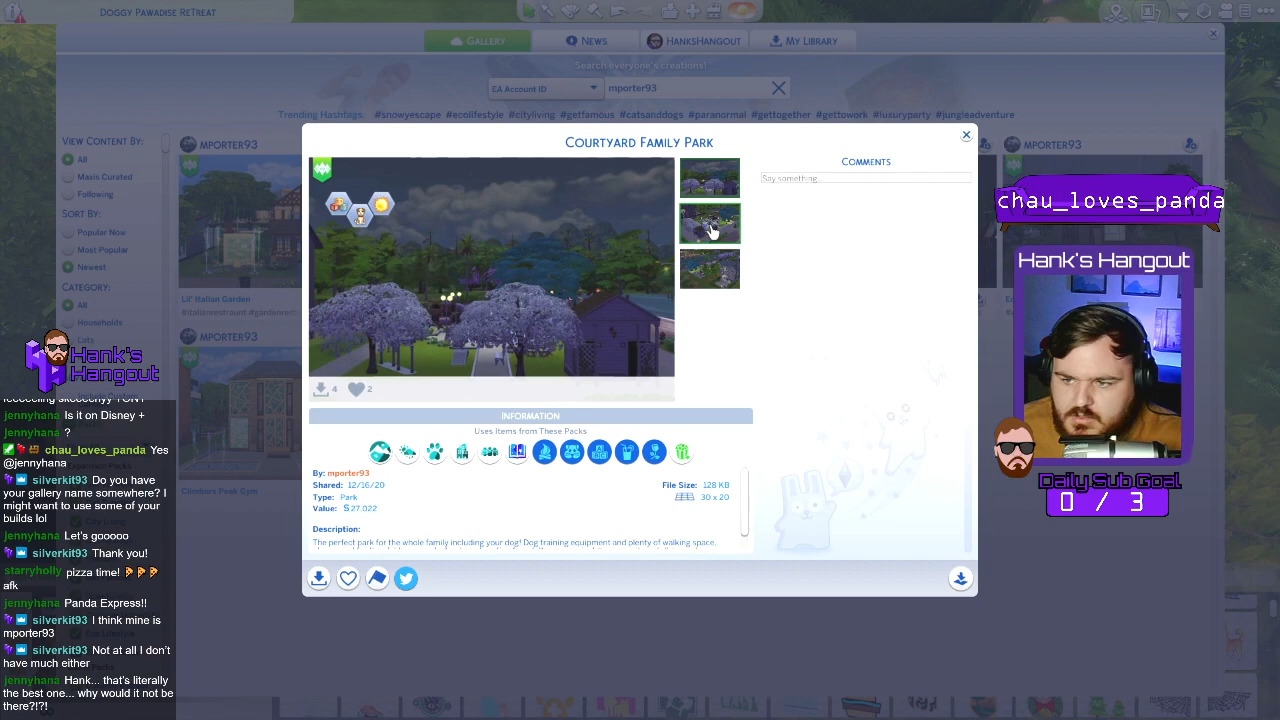 DOGGY PAWADISE RETREAT
GALLERY
NEWS
HANKSHANGOUT
MY LIBRARY
Search everyone's creations!
EA Account ID
mporter93
Trending Hashtags: #snowyescape #ecolifestyle #cityliving #getfamous #catsanddogs #paranormal #gettogether #gettowork #luxuryparty #jungleadventure
VIEW CONTENT BY:
All
Maxis Curated
Following
SORT BY:
Popular Now
Most Popular
Newest
CATEGORY:
All
Households
MPORTER93
Lil' Italian Garden
MPORTER93
Climbers Peak Gym
MPORTER93
COURTYARD FAMILY PARK
4
2
COMMENTS
Say something...
INFORMATION
Uses Items from These Packs
By: mporter93
Shared: 12/16/20
Type: Park
Value: §27,022
File Size: 128 KB
30 x 20
Description:
The perfect park for the whole family including your dog! Dog training equipment and plenty of walking space,
chau_loves_panda
Hank's Hangout
Daily Sub Goal
0 / 3
Hank's
Hangout
jennyhana Is it on Disney +
jennyhana ?
chau_loves_panda Yes
@jennyhana
silverkit93 Do you have
your gallery name somewhere? I
might want to use some of your
builds lol
jennyhana Let's gooooo
silverkit93 Thank you!
starryholly pizza time! 🍕🍕🍕
afk
jennyhana Panda Express!!
silverkit93 I think mine is
mporter93
silverkit93 Not at all I don't
have much either
jennyhana Hank... that's literally
the best one... why would it not be
there?!?!